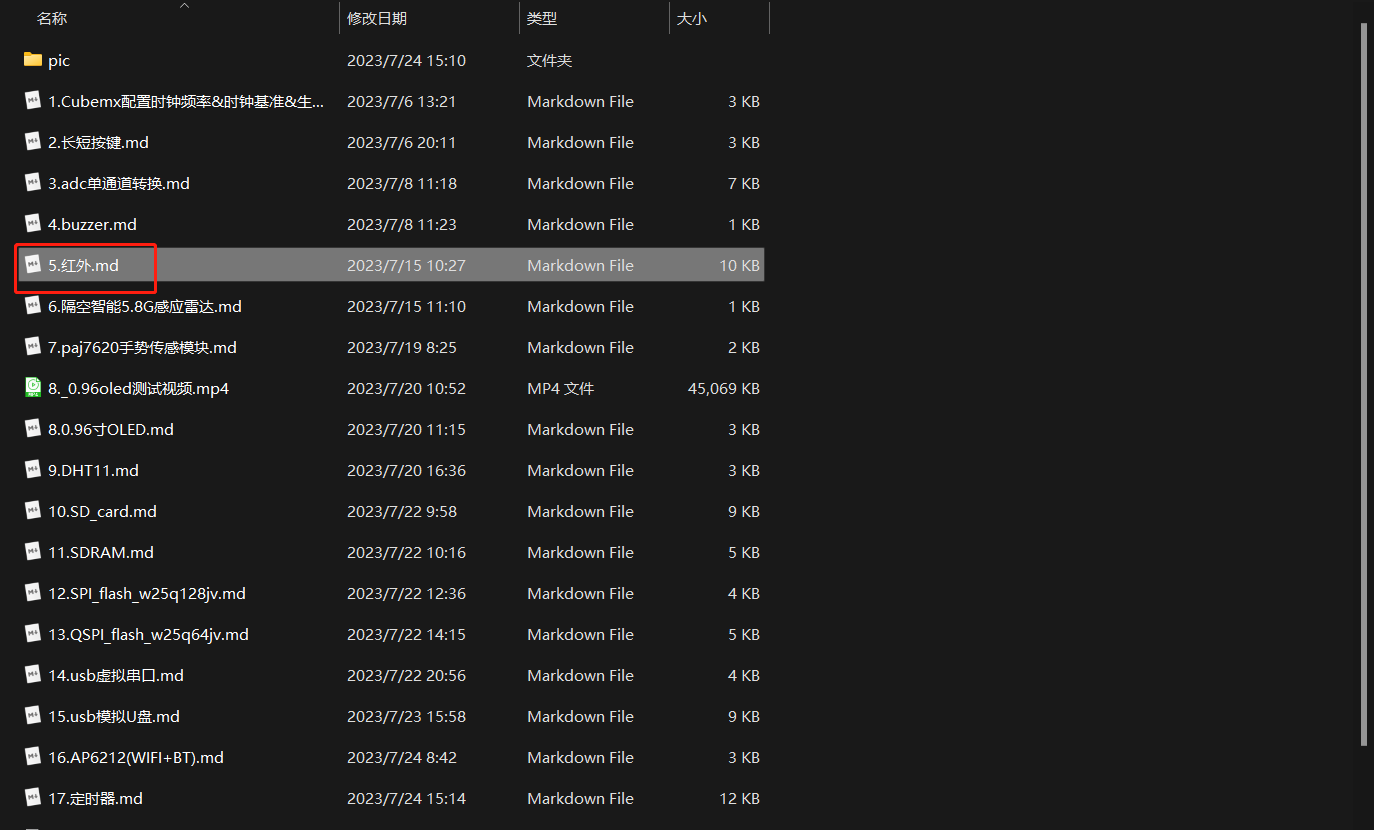 名称 修改日期 类型 大小
pic 2023/7/24 15:10 文件夹
1.Cubemx配置时钟频率&时钟基准&生... 2023/7/6 13:21 Markdown File 3 KB
2.长短按键.md 2023/7/6 20:11 Markdown File 3 KB
3.adc单通道转换.md 2023/7/8 11:18 Markdown File 7 KB
4.buzzer.md 2023/7/8 11:23 Markdown File 1 KB
5.红外.md 2023/7/15 10:27 Markdown File 10 KB
6.隔空智能5.8G感应雷达.md 2023/7/15 11:10 Markdown File 1 KB
7.paj7620手势传感模块.md 2023/7/19 8:25 Markdown File 2 KB
8._0.96oled测试视频.mp4 2023/7/20 10:52 MP4 文件 45,069 KB
8.0.96寸OLED.md 2023/7/20 11:15 Markdown File 3 KB
9.DHT11.md 2023/7/20 16:36 Markdown File 3 KB
10.SD_card.md 2023/7/22 9:58 Markdown File 9 KB
11.SDRAM.md 2023/7/22 10:16 Markdown File 5 KB
12.SPI_flash_w25q128jv.md 2023/7/22 12:36 Markdown File 4 KB
13.QSPI_flash_w25q64jv.md 2023/7/22 14:15 Markdown File 5 KB
14.usb虚拟串口.md 2023/7/22 20:56 Markdown File 4 KB
15.usb模拟U盘.md 2023/7/23 15:58 Markdown File 9 KB
16.AP6212(WIFI+BT).md 2023/7/24 8:42 Markdown File 3 KB
17.定时器.md 2023/7/24 15:14 Markdown File 12 KB